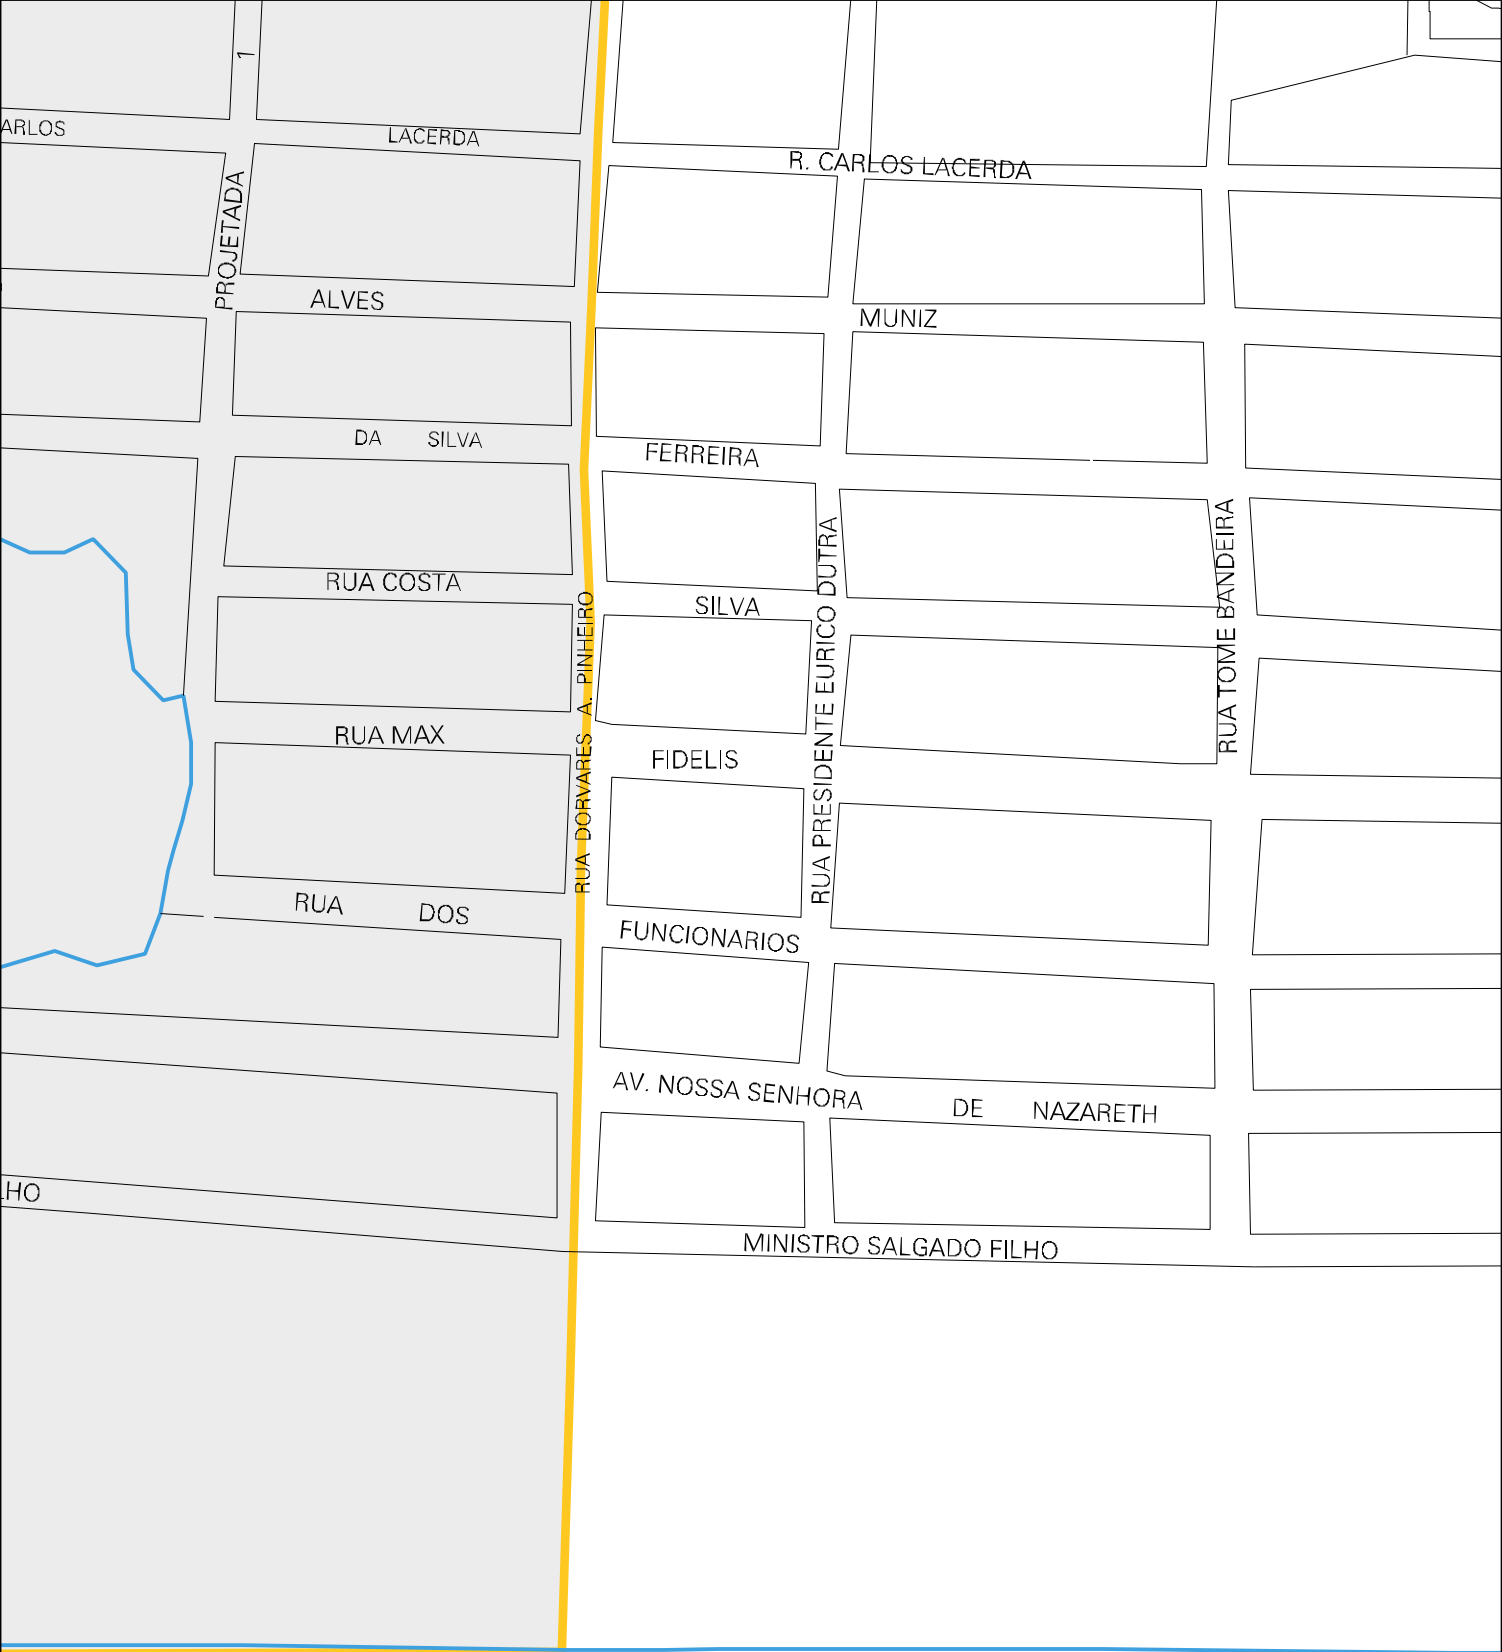 1
ARLOS
LACERDA
R. CARLOS LACERDA
PROJETADA
ALVES
MUNIZ
DA SILVA
FERREIRA
RUA COSTA
SILVA
RUA DORVARES A. PINHEIRO
RUA PRESIDENTE EURICO DUTRA
RUA TOME BANDEIRA
RUA MAX
FIDELIS
RUA DOS
FUNCIONARIOS
AV. NOSSA SENHORA DE NAZARETH
LHO
MINISTRO SALGADO FILHO